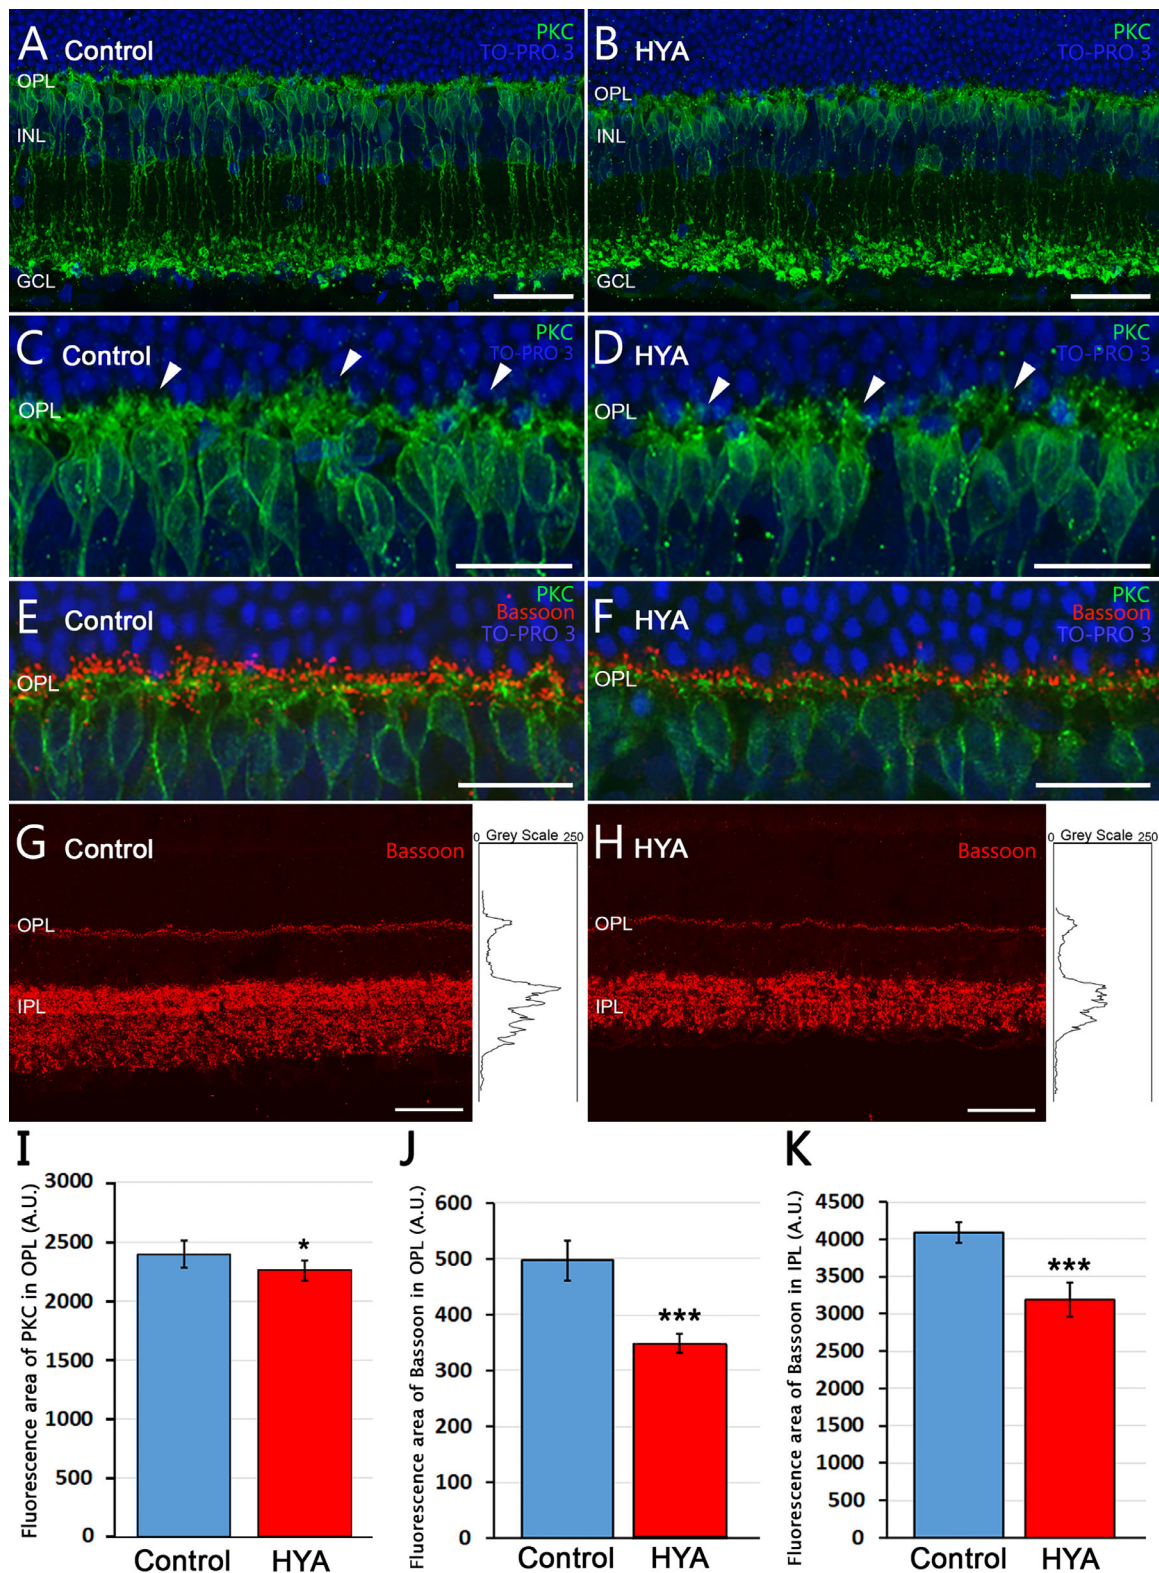 A Control PKC
TO-PRO 3
OPL
INL
GCL
B HYA PKC
TO-PRO 3
OPL
INL
GCL
C Control PKC
TO-PRO 3
OPL
D HYA PKC
TO-PRO 3
OPL
E Control PKC
Bassoon
TO-PRO 3
OPL
F HYA PKC
Bassoon
TO-PRO 3
OPL
G Control Bassoon
OPL
IPL
0 Grey Scale 250
H HYA Bassoon
OPL
IPL
0 Grey Scale 250
I
Fluorescence area of PKC in OPL (A.U.)
3000
2500
2000
1500
1000
500
0
*
Control HYA
J
Fluorescence area of Bassoon in OPL (A.U.)
600
500
400
300
200
100
0
***
Control HYA
K
Fluorescence area of Bassoon in IPL (A.U.)
4500
4000
3500
3000
2500
2000
1500
1000
500
0
***
Control HYA